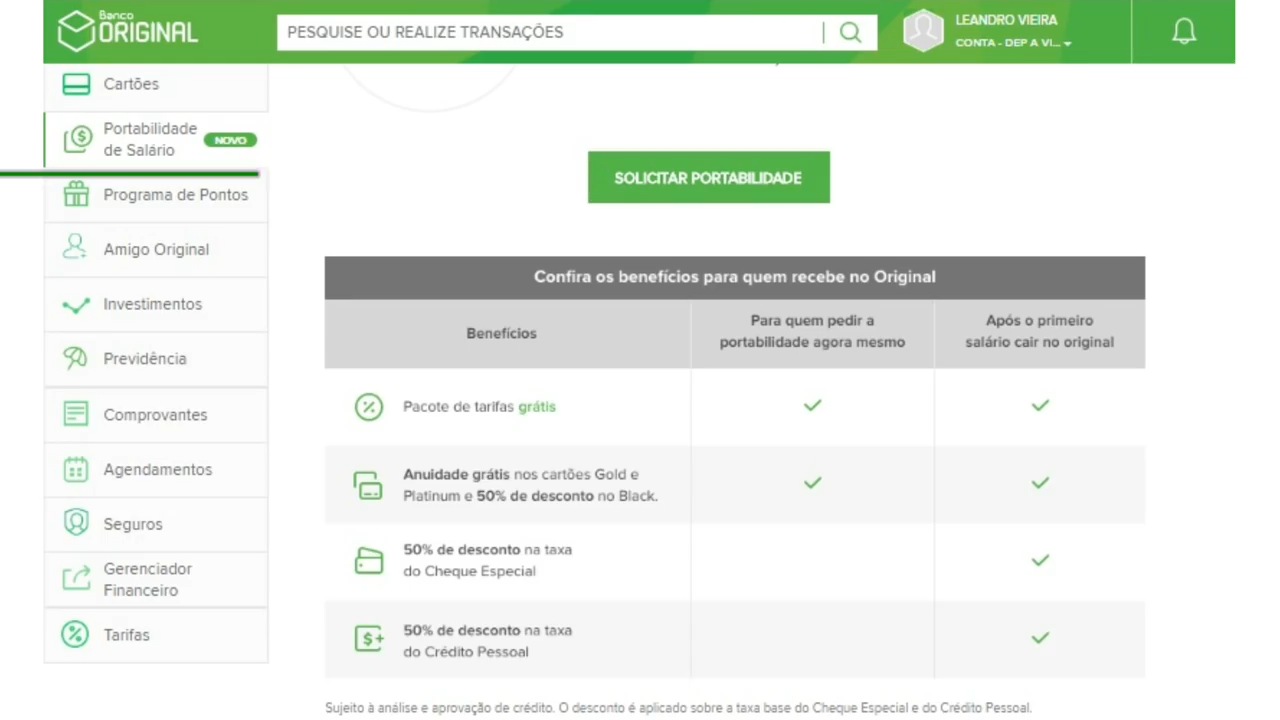 Banco
ORIGINAL
PESQUISE OU REALIZE TRANSAÇÕES
LEANDRO VIEIRA
CONTA - DEP A VI...
Cartões
Portabilidade
de Salário
NOVO
Programa de Pontos
Amigo Original
Investimentos
Previdência
Comprovantes
Agendamentos
Seguros
Gerenciador
Financeiro
Tarifas
SOLICITAR PORTABILIDADE
Confira os benefícios para quem recebe no Original
Benefícios
Para quem pedir a
portabilidade agora mesmo
Após o primeiro
salário cair no original
Pacote de tarifas grátis
Anuidade grátis nos cartões Gold e
Platinum e 50% de desconto no Black.
50% de desconto na taxa
do Cheque Especial
50% de desconto na taxa
do Crédito Pessoal
Sujeito à análise e aprovação de crédito. O desconto é aplicado sobre a taxa base do Cheque Especial e do Crédito Pessoal.